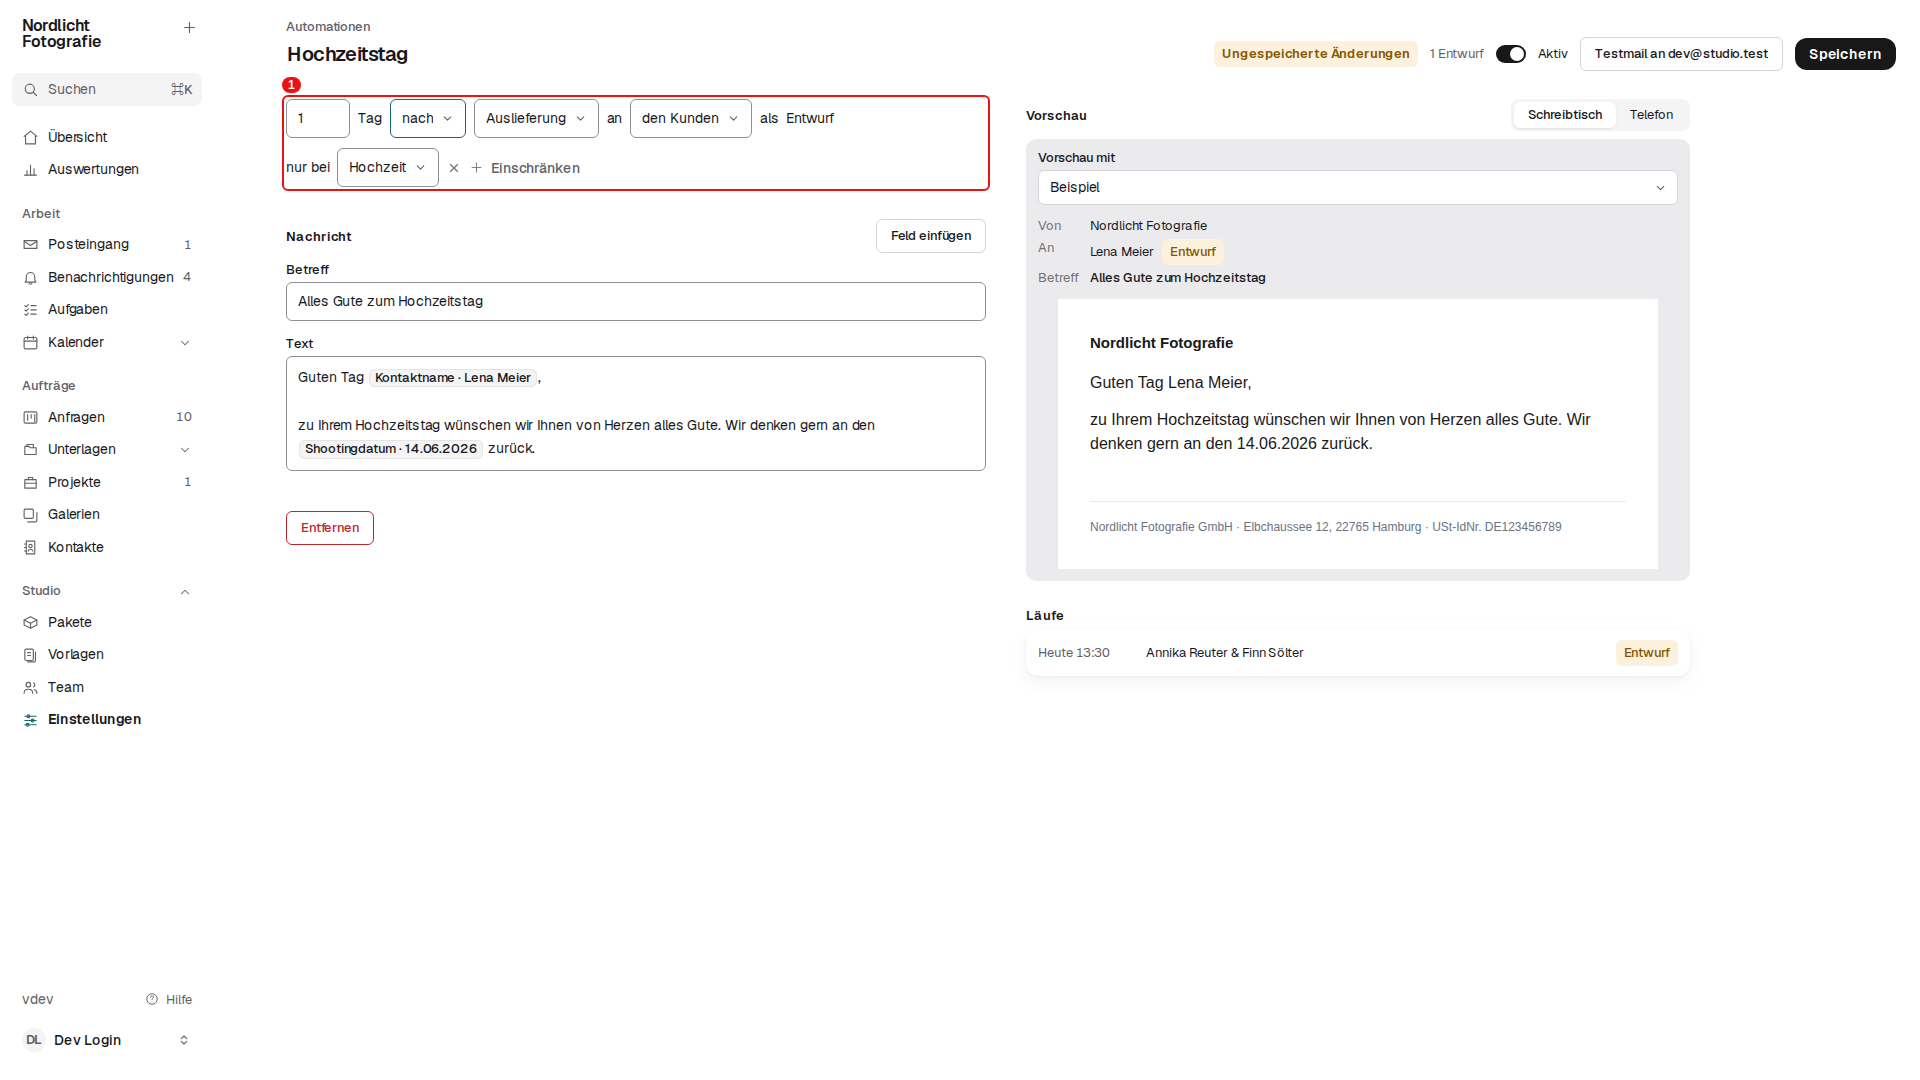 Nordlicht
Fotografie
Suchen ⌘K
Übersicht
Auswertungen
Arbeit
Posteingang 1
Benachrichtigungen 4
Aufgaben
Kalender
Aufträge
Anfragen 10
Unterlagen
Projekte 1
Galerien
Kontakte
Studio
Pakete
Vorlagen
Team
Einstellungen
vdev
Hilfe
DL Dev Login
Automationen
Hochzeitstag
Ungespeicherte Änderungen 1 Entwurf Aktiv Testmail an dev@studio.test Speichern
1
1 Tag nach Auslieferung an den Kunden als Entwurf
nur bei Hochzeit × + Einschränken
Nachricht Feld einfügen
Betreff
Alles Gute zum Hochzeitstag
Text
Guten Tag Kontaktname · Lena Meier,
zu Ihrem Hochzeitstag wünschen wir Ihnen von Herzen alles Gute. Wir denken gern an den
Shootingdatum · 14.06.2026 zurück.
Entfernen
Vorschau Schreibtisch Telefon
Vorschau mit
Beispiel
Von Nordlicht Fotografie
An Lena Meier Entwurf
Betreff Alles Gute zum Hochzeitstag
Nordlicht Fotografie
Guten Tag Lena Meier,
zu Ihrem Hochzeitstag wünschen wir Ihnen von Herzen alles Gute. Wir
denken gern an den 14.06.2026 zurück.
Nordlicht Fotografie GmbH · Elbchaussee 12, 22765 Hamburg · USt-IdNr. DE123456789
Läufe
Heute 13:30 Annika Reuter & Finn Sölter Entwurf